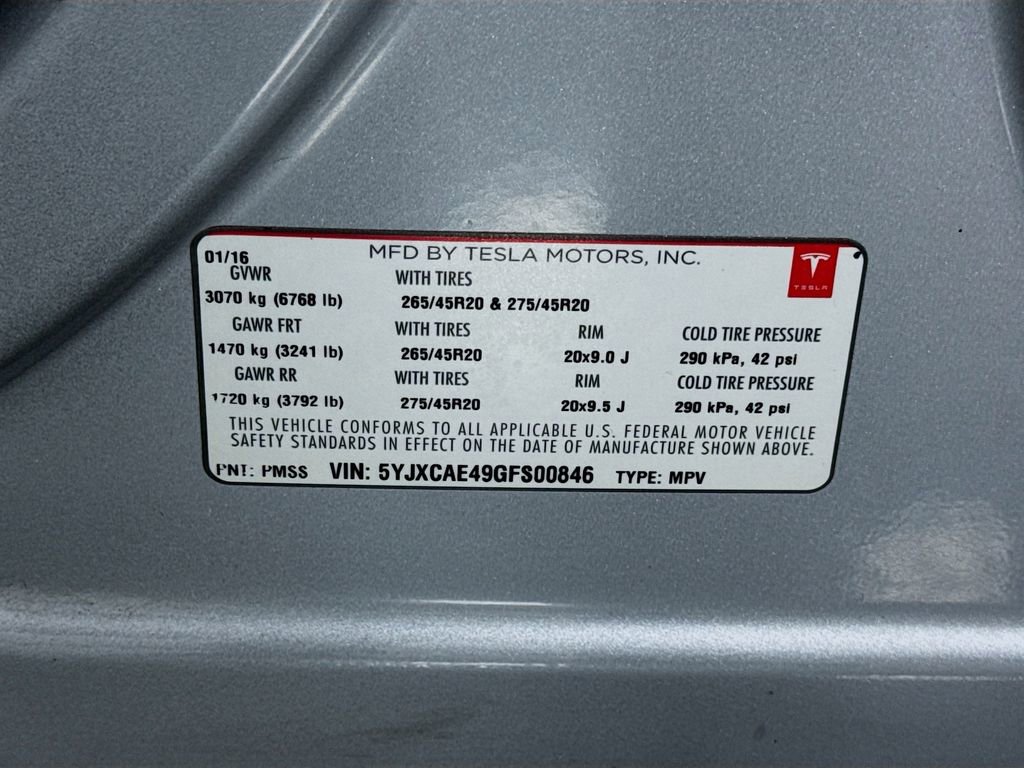 01/16 MFD BY TESLA MOTORS, INC.
TESLA
GVWR WITH TIRES
3070 kg (6768 lb) 265/45R20 & 275/45R20
GAWR FRT WITH TIRES RIM COLD TIRE PRESSURE
1470 kg (3241 lb) 265/45R20 20x9.0 J 290 kPa, 42 psi
GAWR RR WITH TIRES RIM COLD TIRE PRESSURE
1720 kg (3792 lb) 275/45R20 20x9.5 J 290 kPa, 42 psi
THIS VEHICLE CONFORMS TO ALL APPLICABLE U.S. FEDERAL MOTOR VEHICLE
SAFETY STANDARDS IN EFFECT ON THE DATE OF MANUFACTURE SHOWN ABOVE.
PNT: PMSS VIN: 5YJXCAE49GFS00846 TYPE: MPV